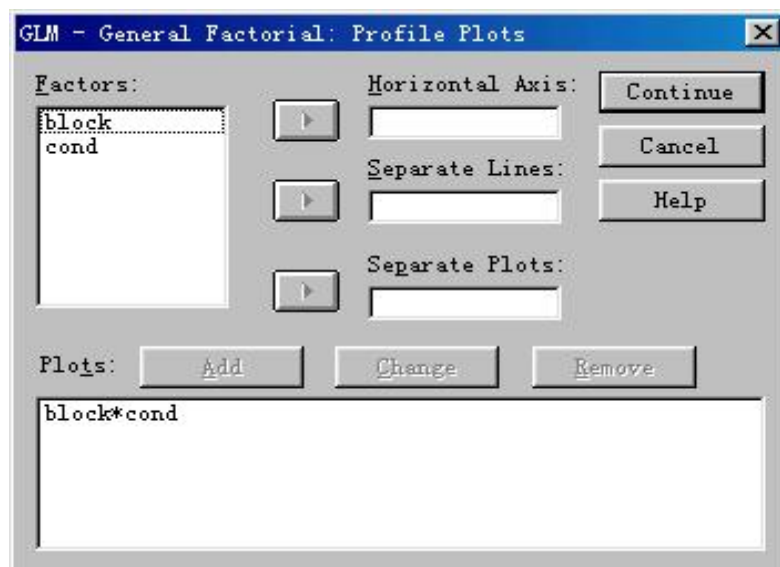 GLM - General Factorial: Profile Plots
Factors:
block
cond
Horizontal Axis:
Separate Lines:
Separate Plots:
Continue
Cancel
Help
Plots:
Add
Change
Remove
block*cond